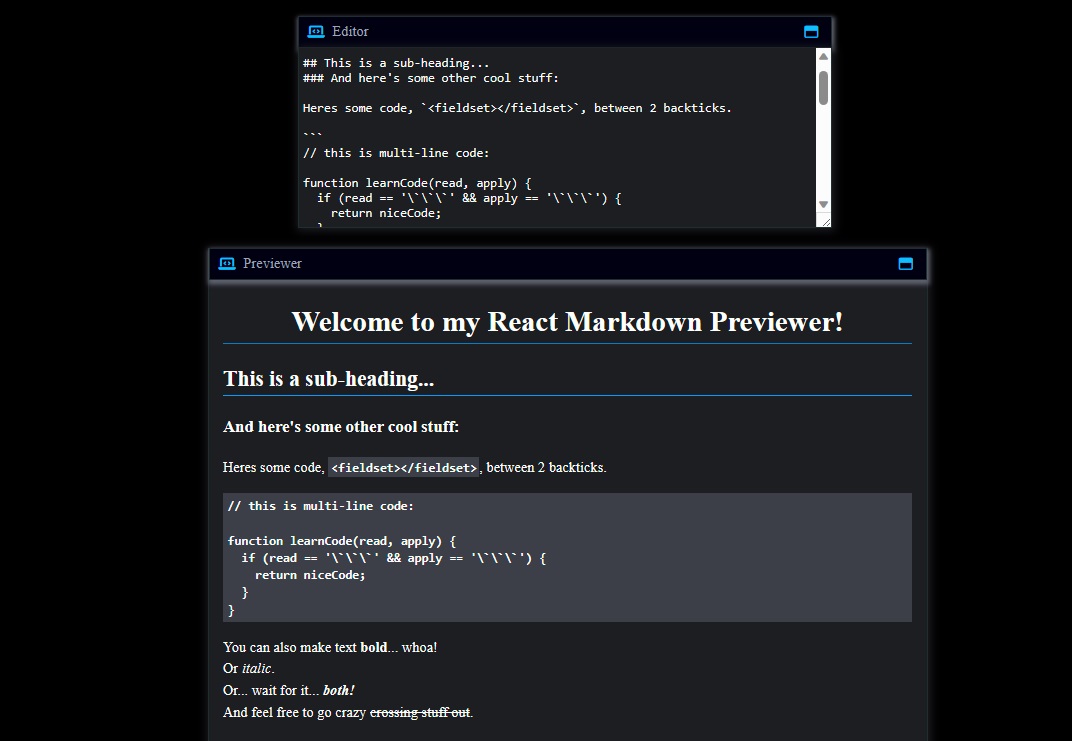 Editor
## This is a sub-heading...
### And here's some other cool stuff:
Heres some code, `<fieldset></fieldset>`, between 2 backticks.
```
// this is multi-line code:
function learnCode(read, apply) {
  if (read == '\`\`\`' && apply == '\`\`\`') {
    return niceCode;
  }
Previewer
Welcome to my React Markdown Previewer!
This is a sub-heading...
And here's some other cool stuff:
Heres some code, <fieldset></fieldset>, between 2 backticks.
// this is multi-line code:
function learnCode(read, apply) {
  if (read == '\`\`\`' && apply == '\`\`\`') {
    return niceCode;
  }
}
You can also make text bold... whoa!
Or italic.
Or... wait for it... both!
And feel free to go crazy crossing stuff out.